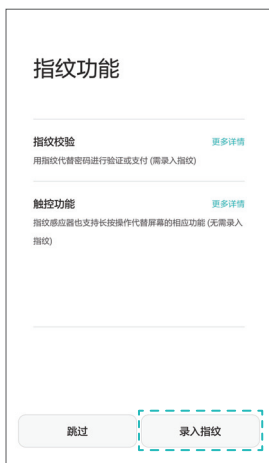 指纹功能
指纹校验 更多详情
用指纹代替密码进行验证或支付 (需录入指纹)
触控功能 更多详情
指纹感应器也支持长按操作代替屏幕的相应功能 (无需录入
指纹)
跳过 录入指纹